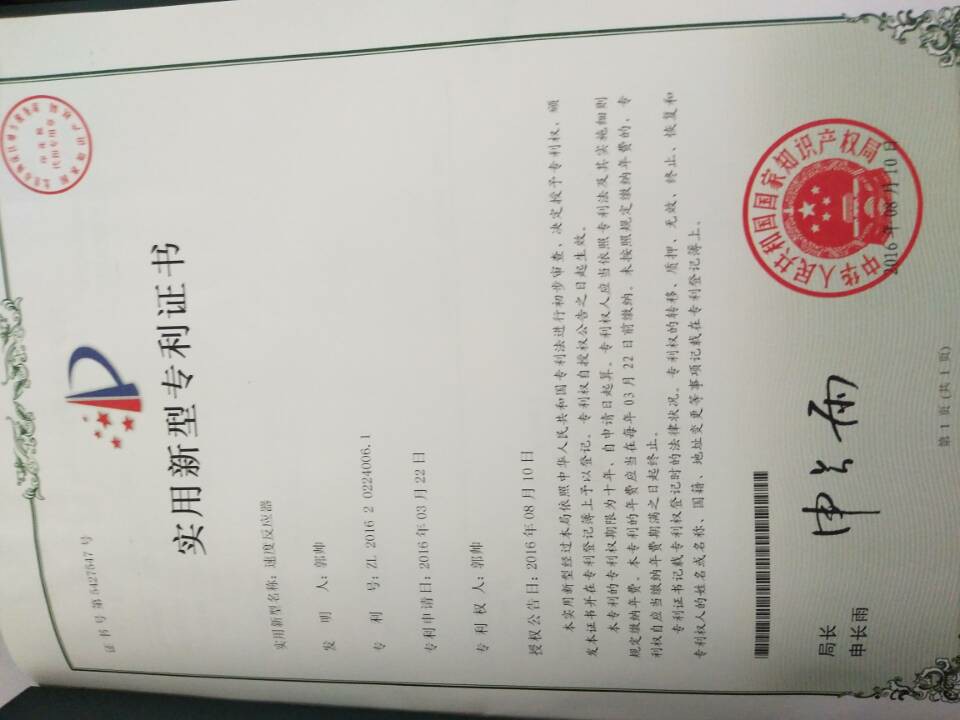 证书号第5427547号
实用新型专利证书
实用新型名称：速度反应器
发明人：郭帅
专利号：ZL 2016 2 0224006.1
专利申请日：2016年03月22日
专利权人：郭帅
授权公告日：2016年08月10日
本实用新型经过本局依照中华人民共和国专利法进行初步审查，决定授予专利权，颁
发本证书并在专利登记簿上予以登记。专利权自授权公告之日起生效。
本专利的专利权期限为十年，自申请日起算。专利权人应当依照专利法及其实施细则
规定缴纳年费。本专利的年费应当在每年03月22日前缴纳。未按照规定缴纳年费的，专
利权自应当缴纳年费期满之日起终止。
专利证书记载专利权登记时的法律状况。专利权的转移、质押、无效、终止、恢复和
专利权人的姓名或名称、国籍、地址变更等事项记载在专利登记簿上。
局长
申长雨
申长雨
中华人民共和国国家知识产权局
2016年08月10日
第1页（共1页）